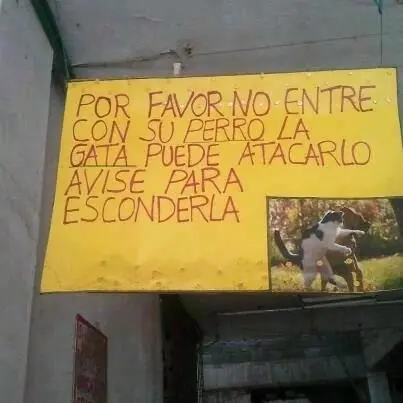 POR FAVOR NO ENTRE
CON SU PERRO LA
GATA PUEDE ATACARLO
AVISE PARA
ESCONDERLA